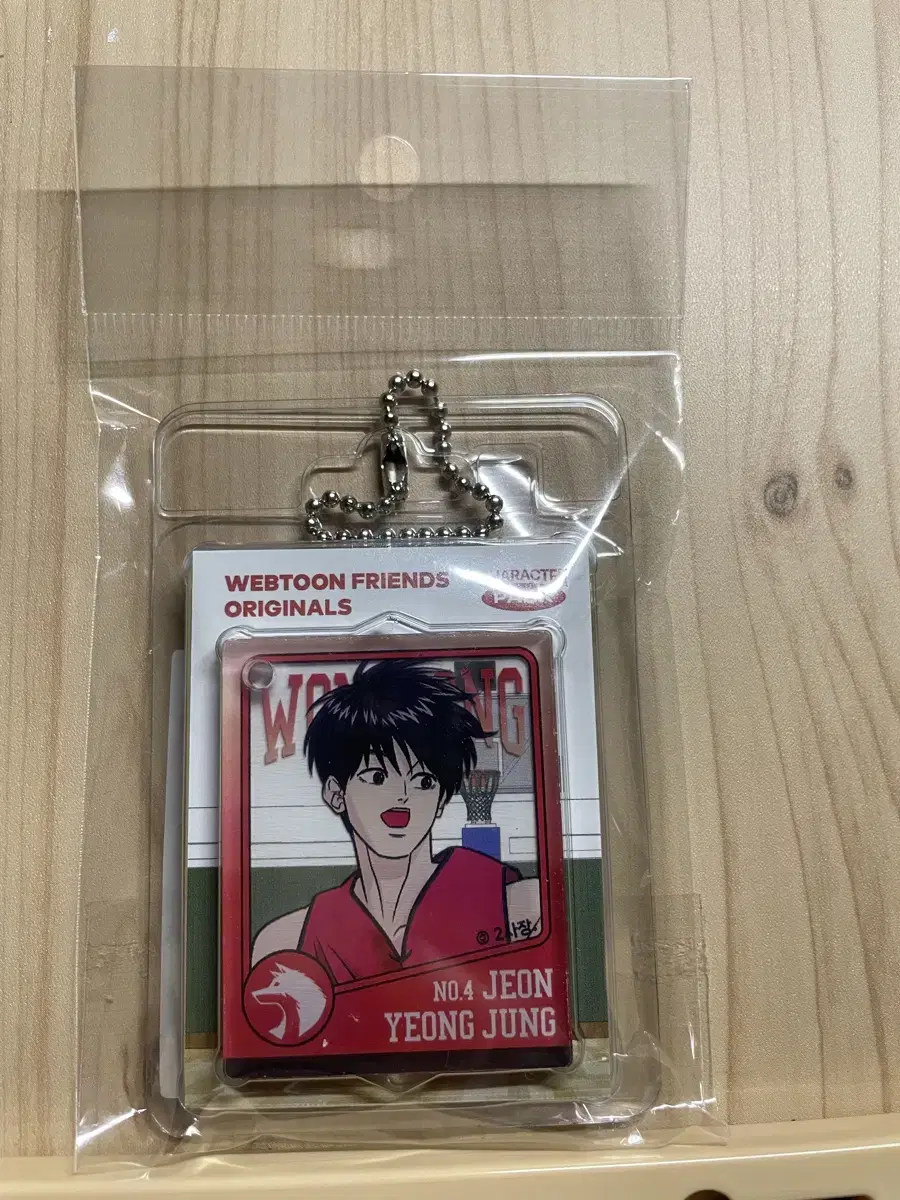 WEBTOON FRIENDS
ORIGINALS
© 2사장.
NO.4 JEON
YEONG JUNG